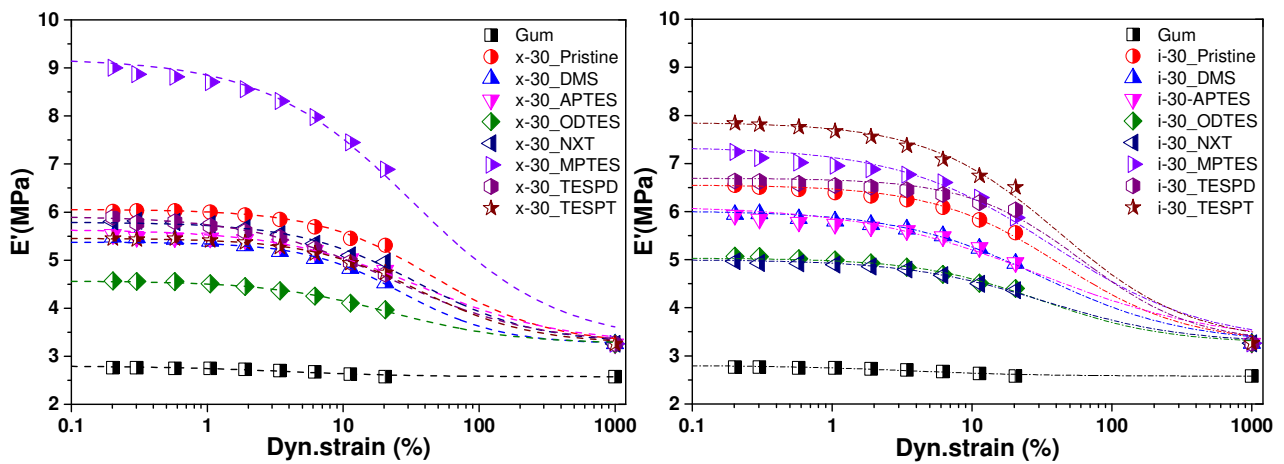 10
9
8
7
6
5
4
3
2
E'(MPa)
0.1 1 10 100 1000
Dyn.strain (%)
Gum
x-30_Pristine
x-30_DMS
x-30_APTES
x-30_ODTES
x-30_NXT
x-30_MPTES
x-30_TESPD
x-30_TESPT
10
9
8
7
6
5
4
3
2
E'(MPa)
0.1 1 10 100 1000
Dyn.strain (%)
Gum
i-30_Pristine
i-30_DMS
i-30-APTES
i-30_ODTES
i-30_NXT
i-30_MPTES
i-30_TESPD
i-30_TESPT